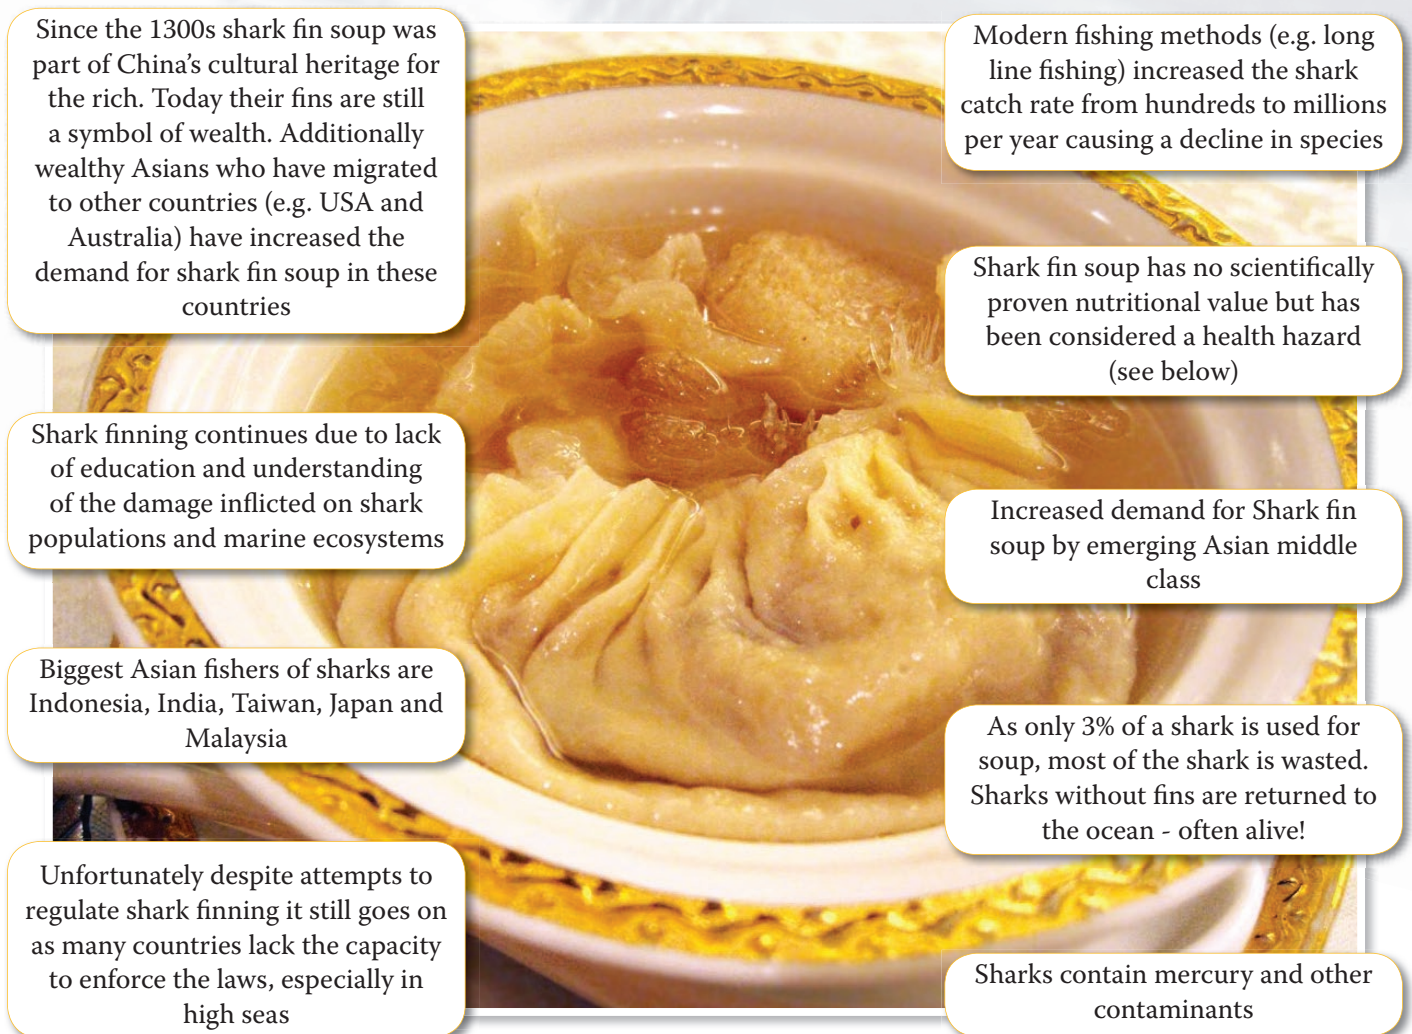 Since the 1300s shark fin soup was
part of China’s cultural heritage for
the rich. Today their fins are still
a symbol of wealth. Additionally
wealthy Asians who have migrated
to other countries (e.g. USA and
Australia) have increased the
demand for shark fin soup in these
countries
Shark finning continues due to lack
of education and understanding
of the damage inflicted on shark
populations and marine ecosystems
Biggest Asian fishers of sharks are
Indonesia, India, Taiwan, Japan and
Malaysia
Unfortunately despite attempts to
regulate shark finning it still goes on
as many countries lack the capacity
to enforce the laws, especially in
high seas
Modern fishing methods (e.g. long
line fishing) increased the shark
catch rate from hundreds to millions
per year causing a decline in species
Shark fin soup has no scientifically
proven nutritional value but has
been considered a health hazard
(see below)
Increased demand for Shark fin
soup by emerging Asian middle
class
As only 3% of a shark is used for
soup, most of the shark is wasted.
Sharks without fins are returned to
the ocean - often alive!
Sharks contain mercury and other
contaminants